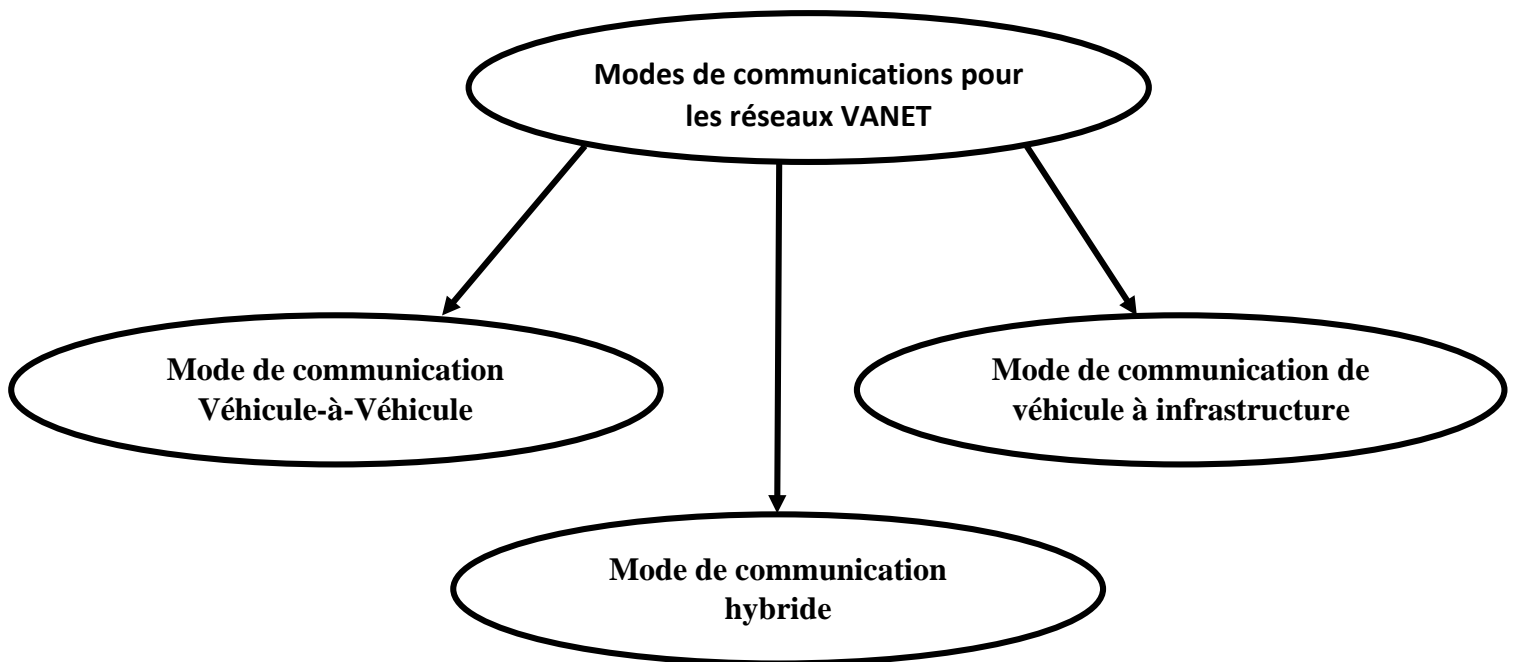 Modes de communications pour
les réseaux VANET
Mode de communication
Véhicule-à-Véhicule
Mode de communication de
véhicule à infrastructure
Mode de communication
hybride